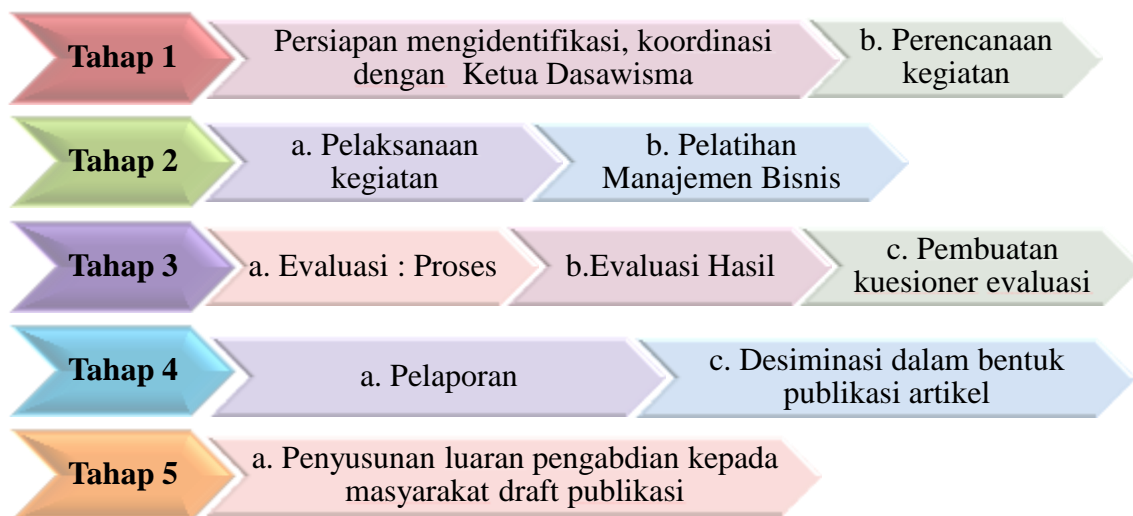 Tahap 1
Persiapan mengidentifikasi, koordinasi
dengan Ketua Dasawisma
b. Perencanaan
kegiatan
Tahap 2
a. Pelaksanaan
kegiatan
b. Pelatihan
Manajemen Bisnis
Tahap 3
a. Evaluasi : Proses
b.Evaluasi Hasil
c. Pembuatan
kuesioner evaluasi
Tahap 4
a. Pelaporan
c. Desiminasi dalam bentuk
publikasi artikel
Tahap 5
a. Penyusunan luaran pengabdian kepada
masyarakat draft publikasi